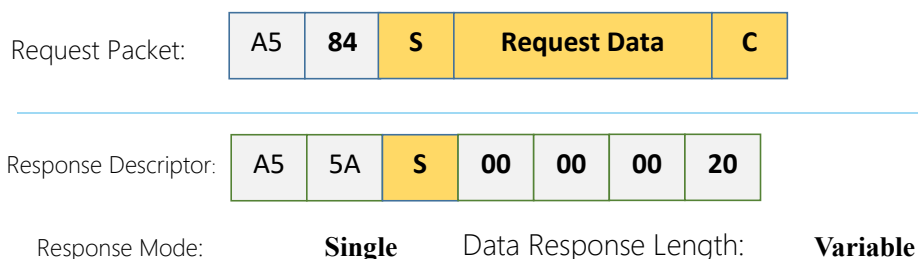 Request Packet: A5 84 S Request Data C
Response Descriptor: A5 5A S 00 00 00 20
Response Mode: Single Data Response Length: Variable